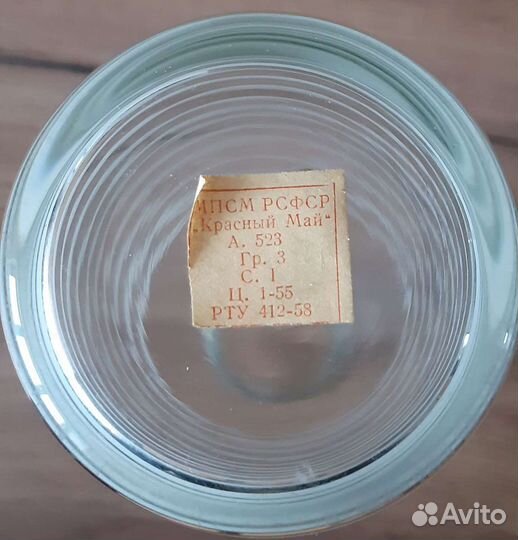 МПСМ РСФСР
„Красный Май“
А. 523
Гр. 3
С. 1
Ц. 1-55
РТУ 412-58
Avito